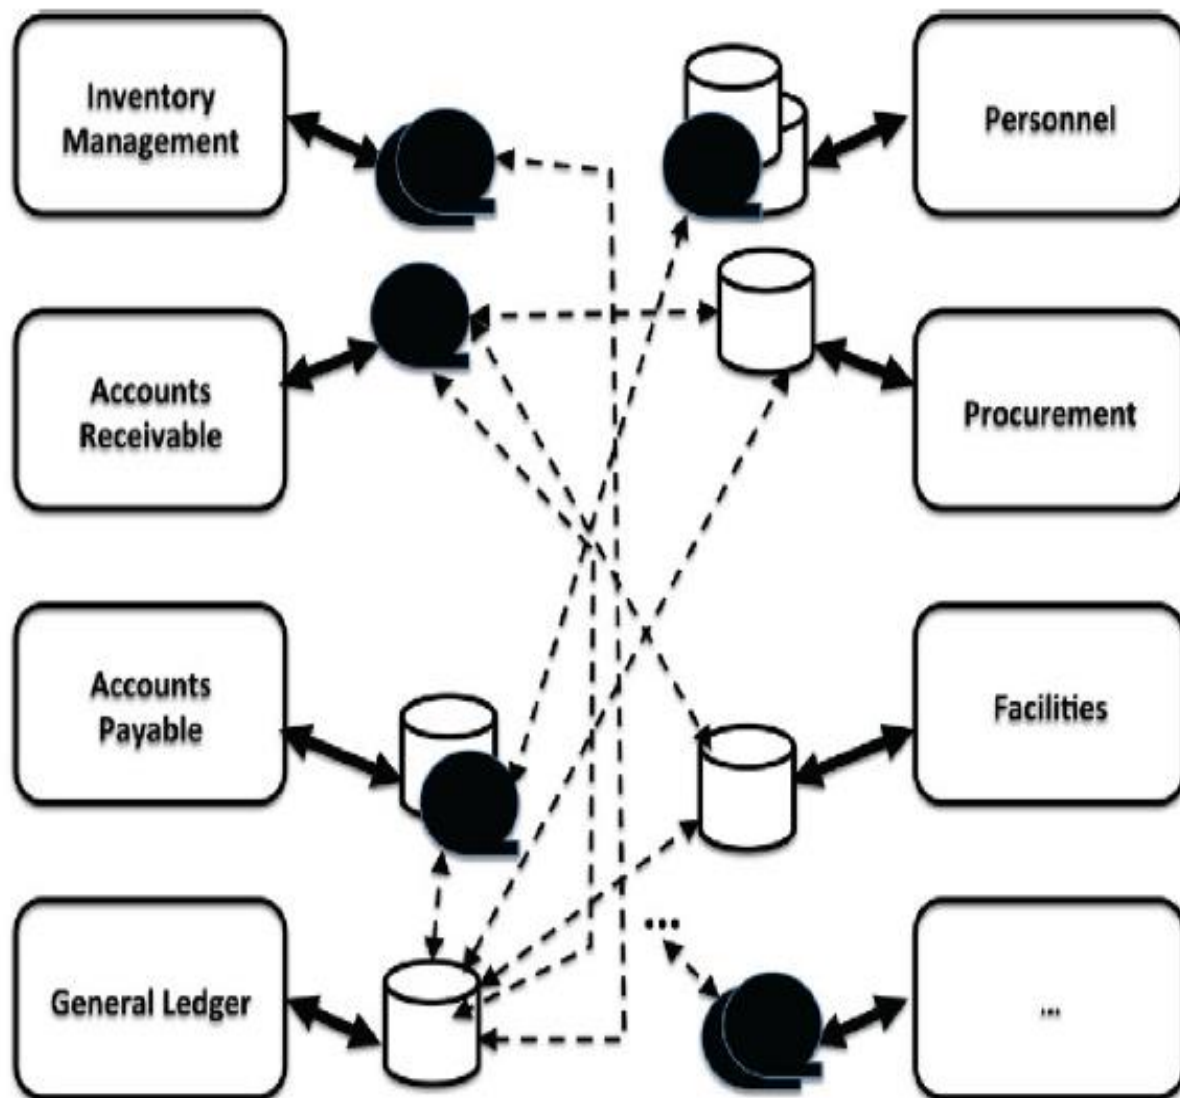 Inventory
Management
Personnel
Accounts
Receivable
Procurement
Accounts
Payable
Facilities
...
General Ledger
...